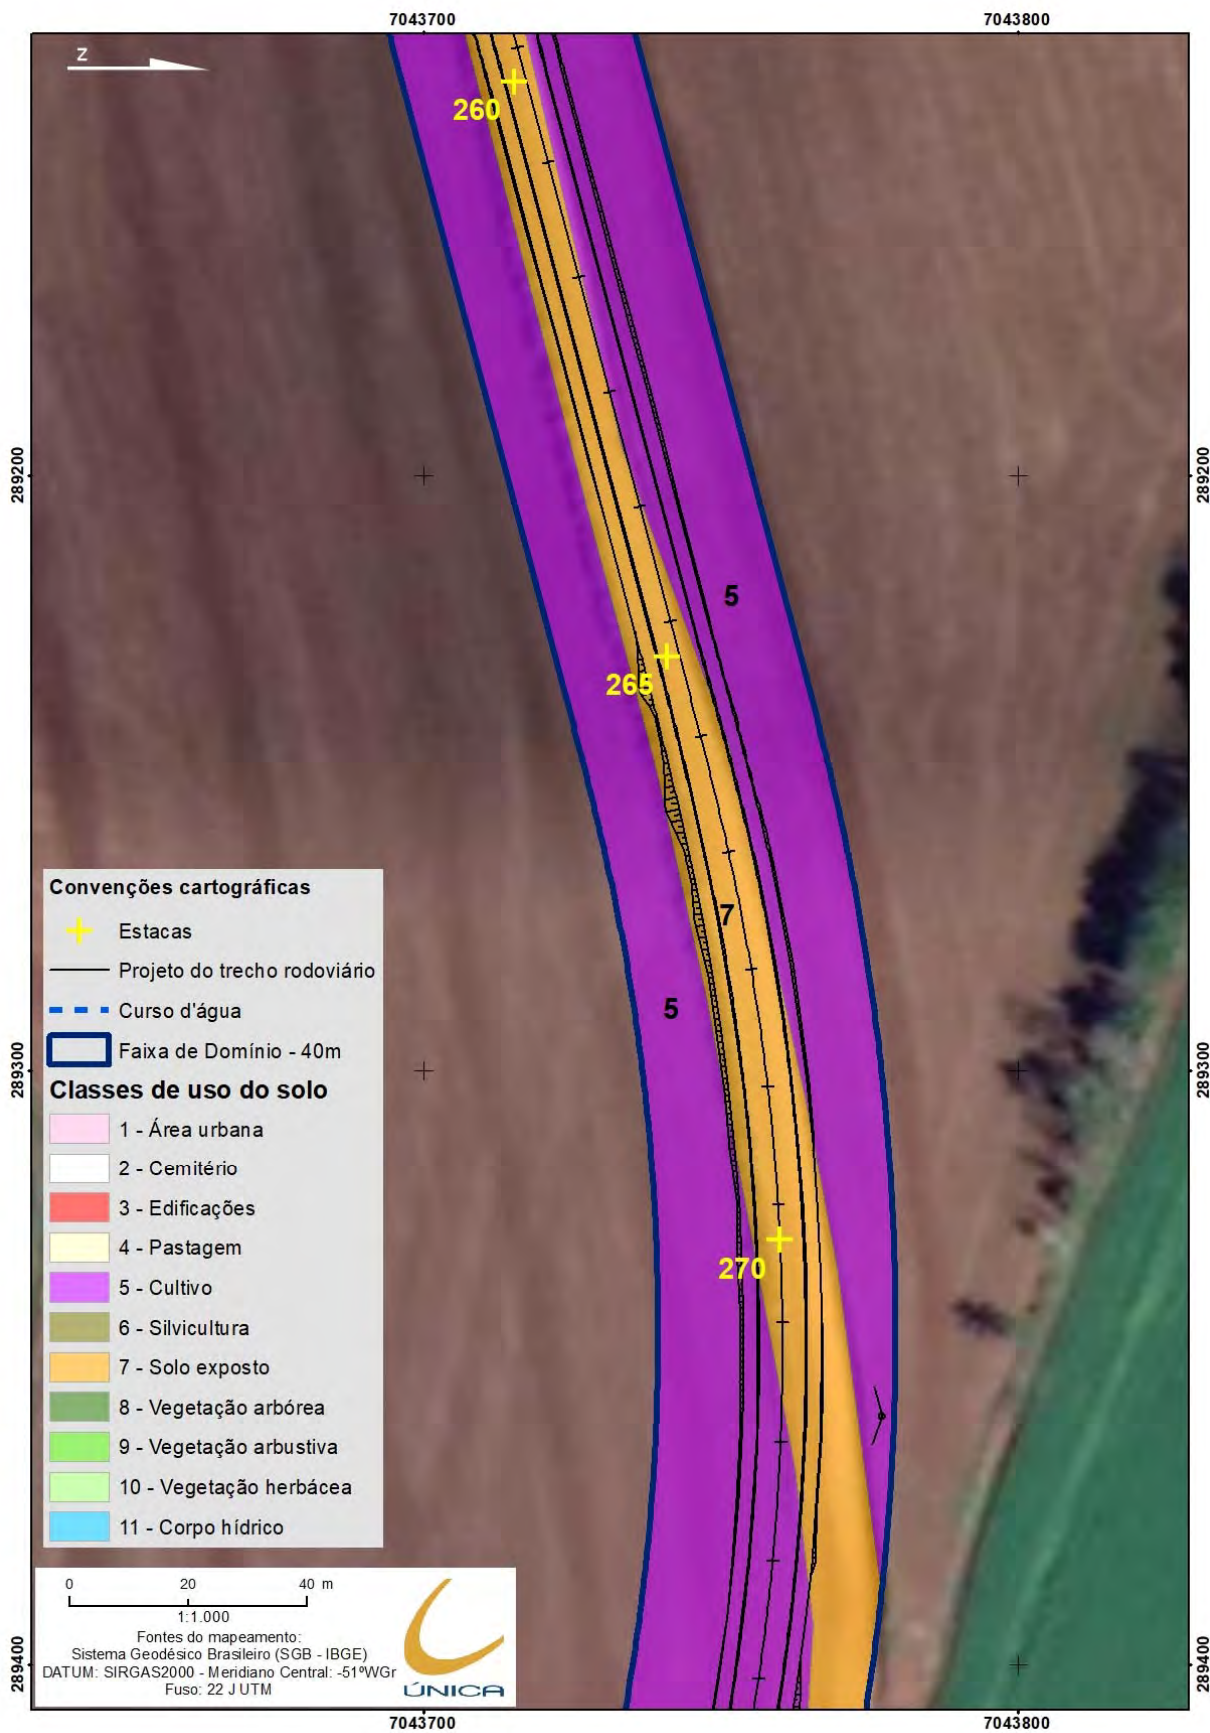 7043700
7043800
Z
260
289200
289200
5
265
7
5
289300
289300
270
Convenções cartográficas
Estacas
Projeto do trecho rodoviário
Curso d'água
Faixa de Domínio - 40m
Classes de uso do solo
1 - Área urbana
2 - Cemitério
3 - Edificações
4 - Pastagem
5 - Cultivo
6 - Silvicultura
7 - Solo exposto
8 - Vegetação arbórea
9 - Vegetação arbustiva
10 - Vegetação herbácea
11 - Corpo hídrico
0 20 40 m
1:1.000
Fontes do mapeamento:
Sistema Geodésico Brasileiro (SGB - IBGE)
DATUM: SIRGAS2000 - Meridiano Central: -51ºWGr
Fuso: 22 J UTM
ÚNICA
289400
289400
7043700
7043800